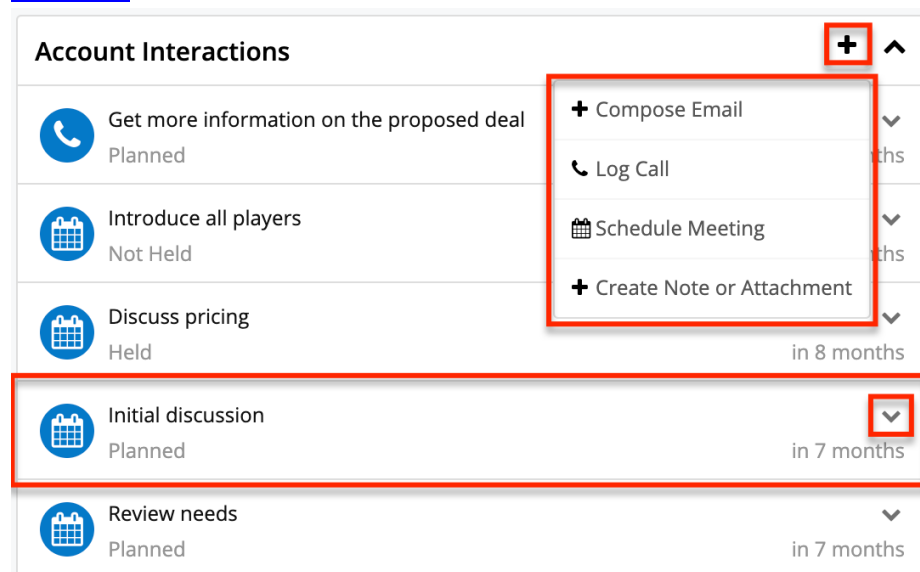 Account Interactions
Get more information on the proposed deal
Planned
Compose Email
Log Call
Schedule Meeting
Create Note or Attachment
Introduce all players
Not Held
Discuss pricing
Held
in 8 months
Initial discussion
Planned
in 7 months
Review needs
Planned
in 7 months